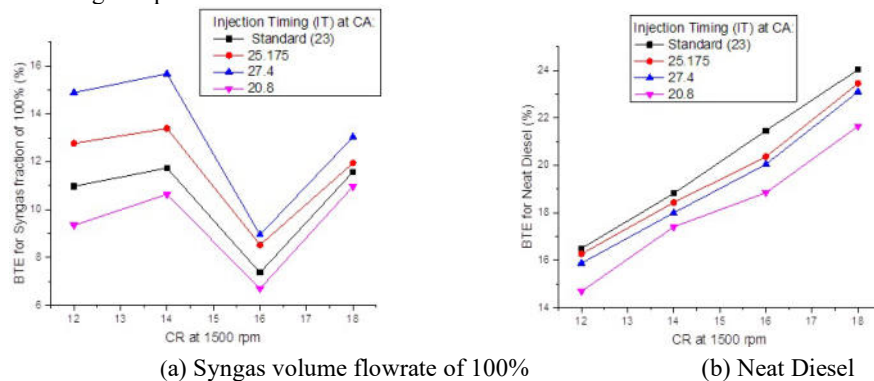 Injection Timing (IT) at CA:
Standard (23)
25.175
27.4
20.8
BTE for Syngas fraction of 100% (%)
16
14
12
10
8
6
12 13 14 15 16 17 18
CR at 1500 rpm
(a) Syngas volume flowrate of 100%
Injection Timing (IT) at CA:
Standard (23)
25.175
27.4
20.8
BTE for Neat Diesel (%)
24
22
20
18
16
14
12 13 14 15 16 17 18
CR at 1500 rpm
(b) Neat Diesel